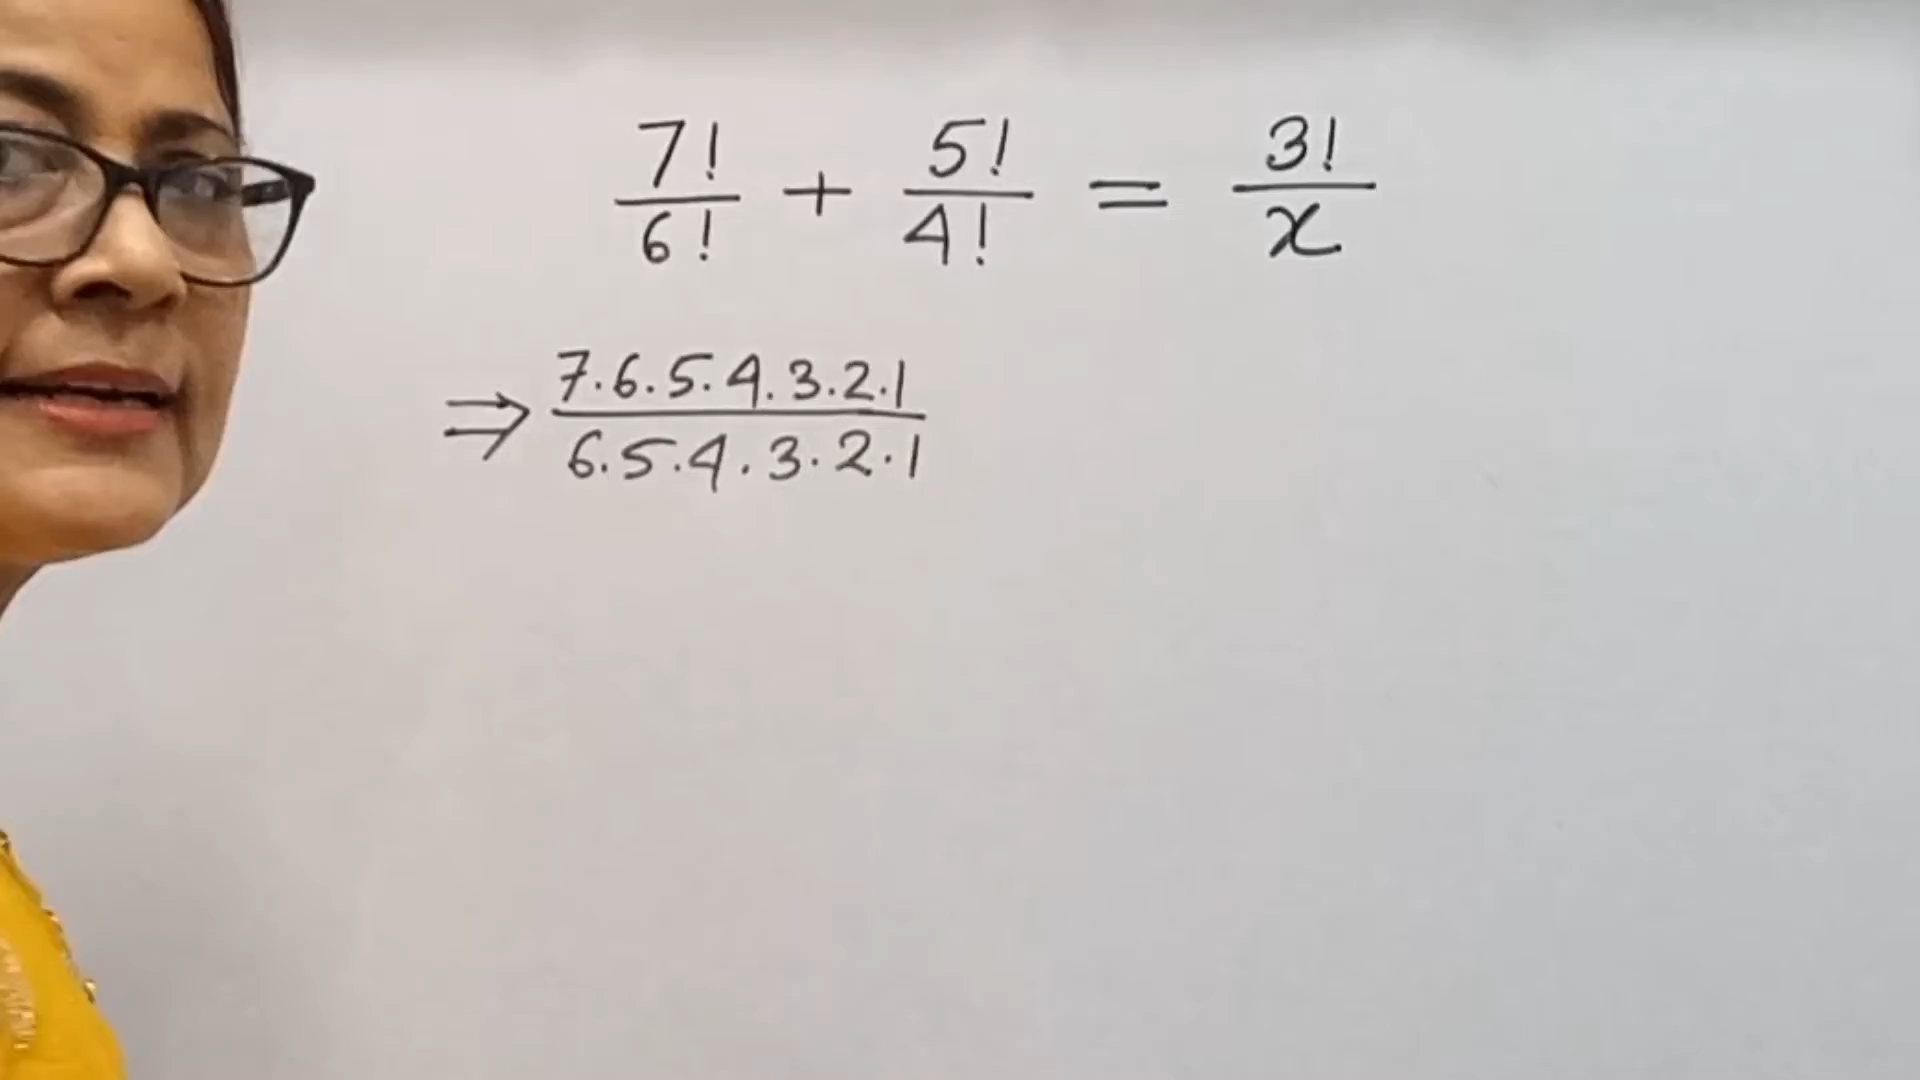 7!/6! + 5!/4! = 3!/x
⇒ 7.6.5.4.3.2.1/6.5.4.3.2.1